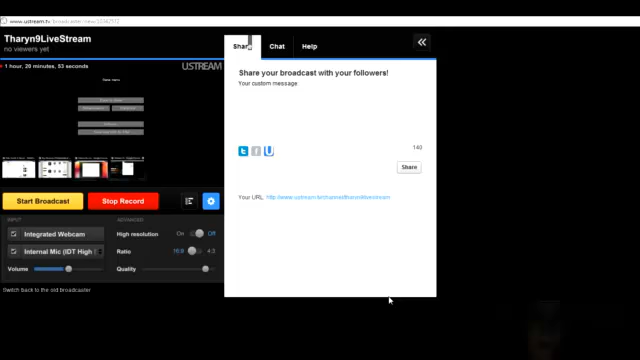 Tharyn9LiveStream
no viewers yet
1 hour, 20 minutes, 53 seconds
USTREAM
Start Broadcast
Stop Record
INPUT
ADVANCED
Integrated Webcam
High resolution
On
Off
Internal Mic (IDT High
Ratio
16:9
4:3
Volume
Quality
Switch back to the old broadcaster
Share
Chat
Help
Share your broadcast with your followers!
Your custom message
140
Share
Your URL: